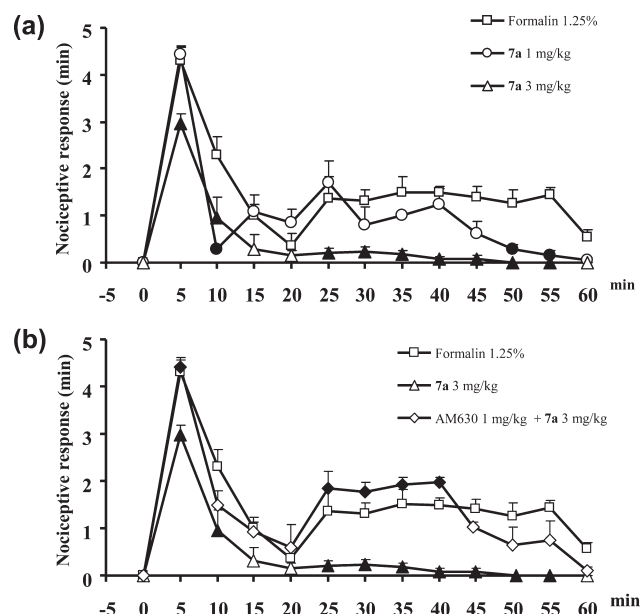 (a)
Nociceptive response (min)
5
4
3
2
1
0
-5 0 5 10 15 20 25 30 35 40 45 50 55 60 min
Formalin 1.25%
7a 1 mg/kg
7a 3 mg/kg
(b)
Nociceptive response (min)
5
4
3
2
1
0
-5 0 5 10 15 20 25 30 35 40 45 50 55 60 min
Formalin 1.25%
7a 3 mg/kg
AM630 1 mg/kg + 7a 3 mg/kg